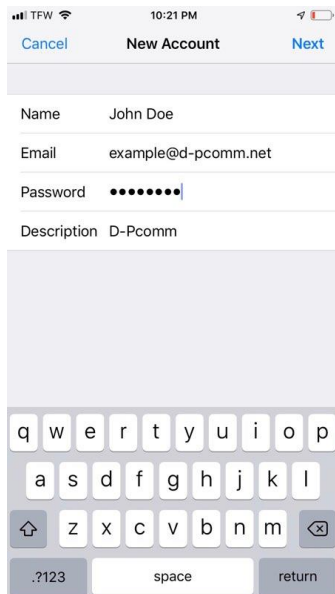 TFW 10:21 PM
Cancel New Account Next
Name John Doe
Email example@d-pcomm.net
Password ••••••••
Description D-Pcomm
q w e r t y u i o p
a s d f g h j k l
z x c v b n m
.?123 space return